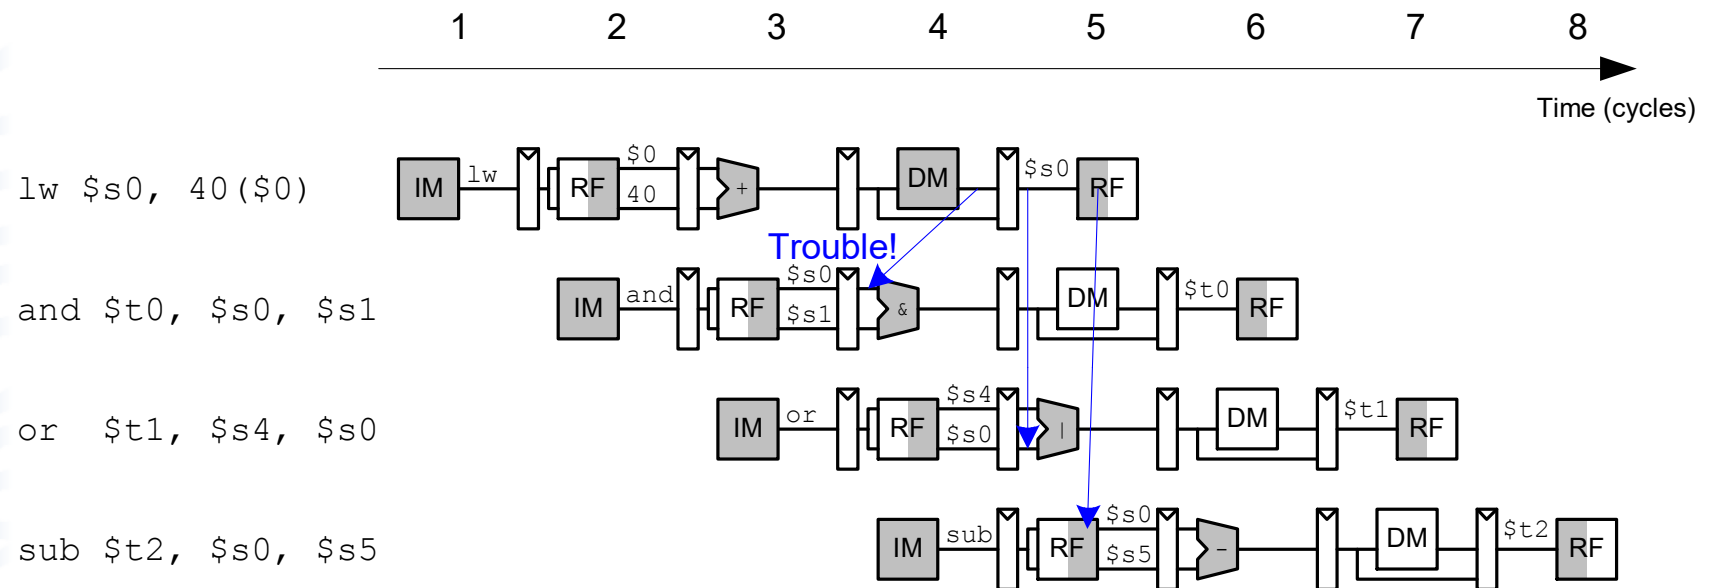 1 2 3 4 5 6 7 8
Time (cycles)
lw $s0, 40($0) IM lw RF $0 40 + DM $s0 RF
Trouble!
and $t0, $s0, $s1 IM and RF $s0 $s1 & DM $t0 RF
or $t1, $s4, $s0 IM or RF $s4 $s0 | DM $t1 RF
sub $t2, $s0, $s5 IM sub RF $s0 $s5 - DM $t2 RF